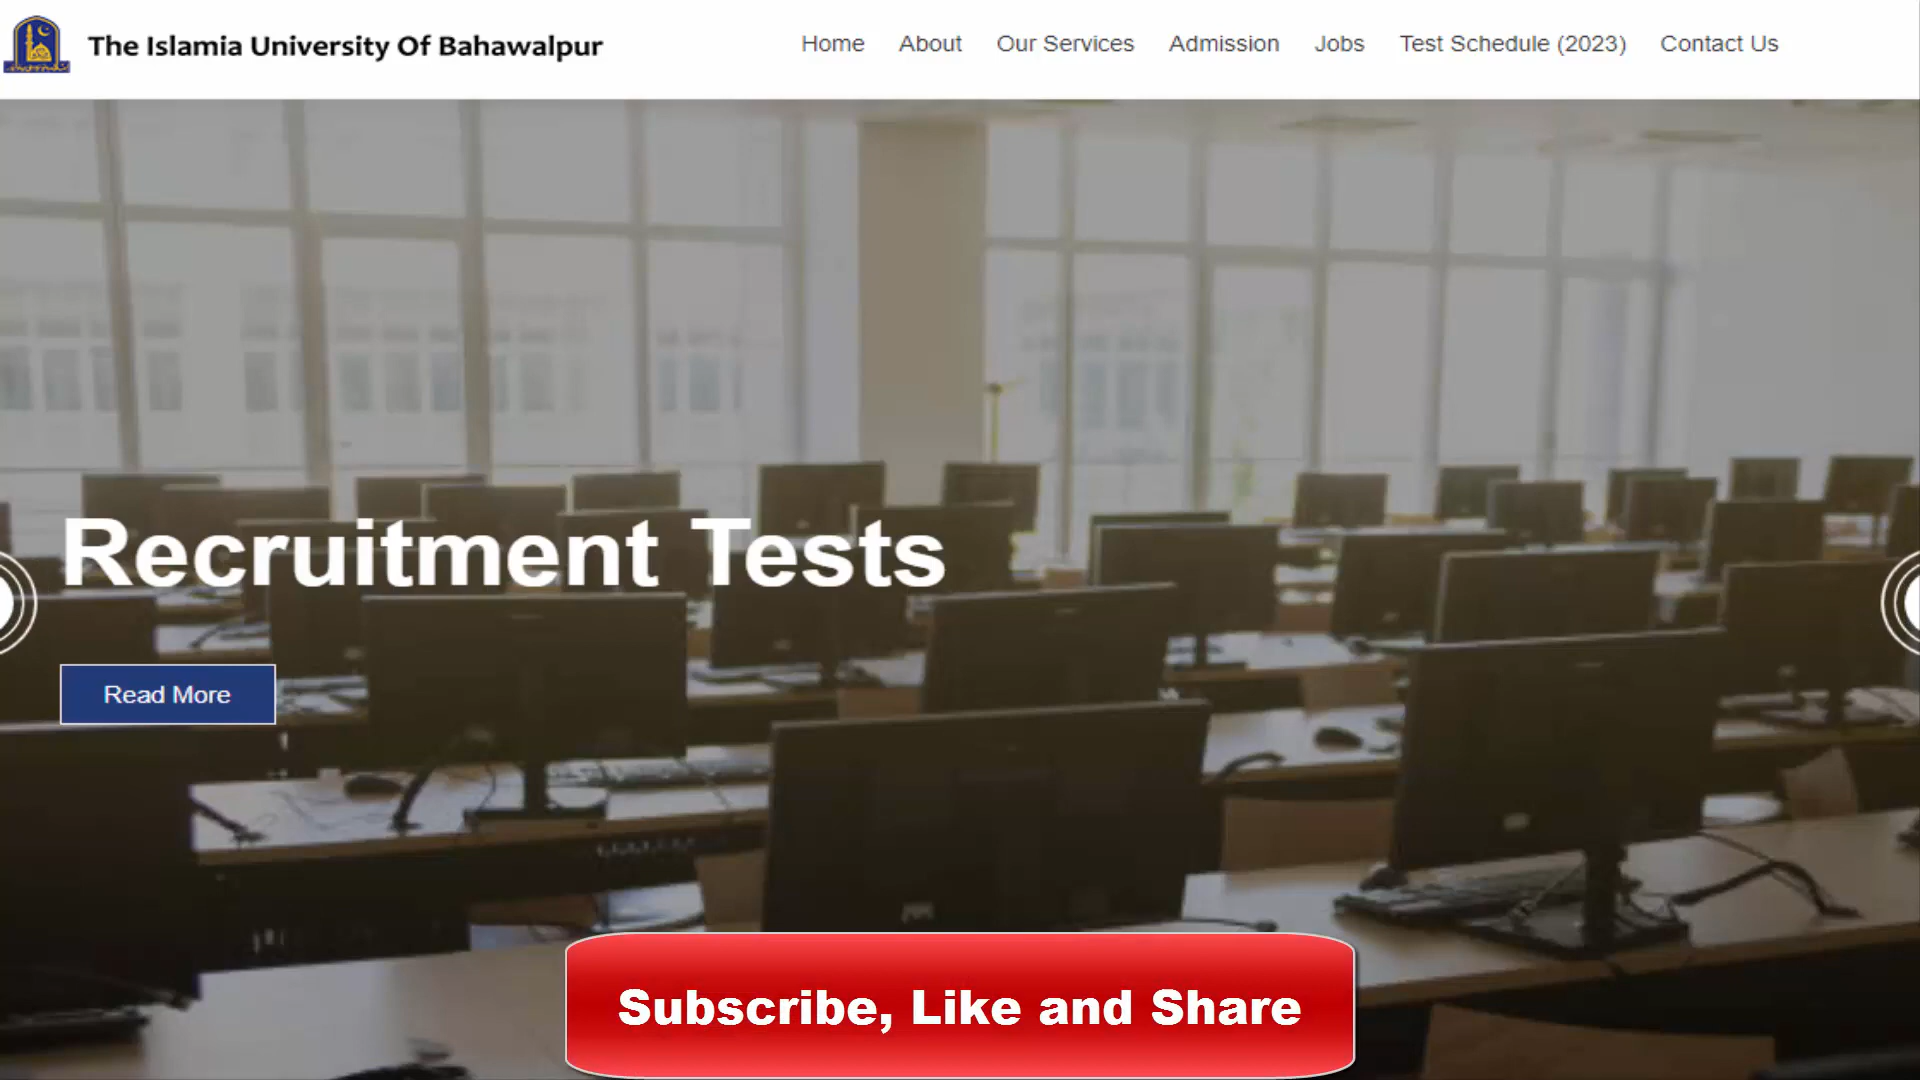 The Islamia University Of Bahawalpur
Home About Our Services Admission Jobs Test Schedule (2023) Contact Us
Recruitment Tests
Read More
Subscribe, Like and Share